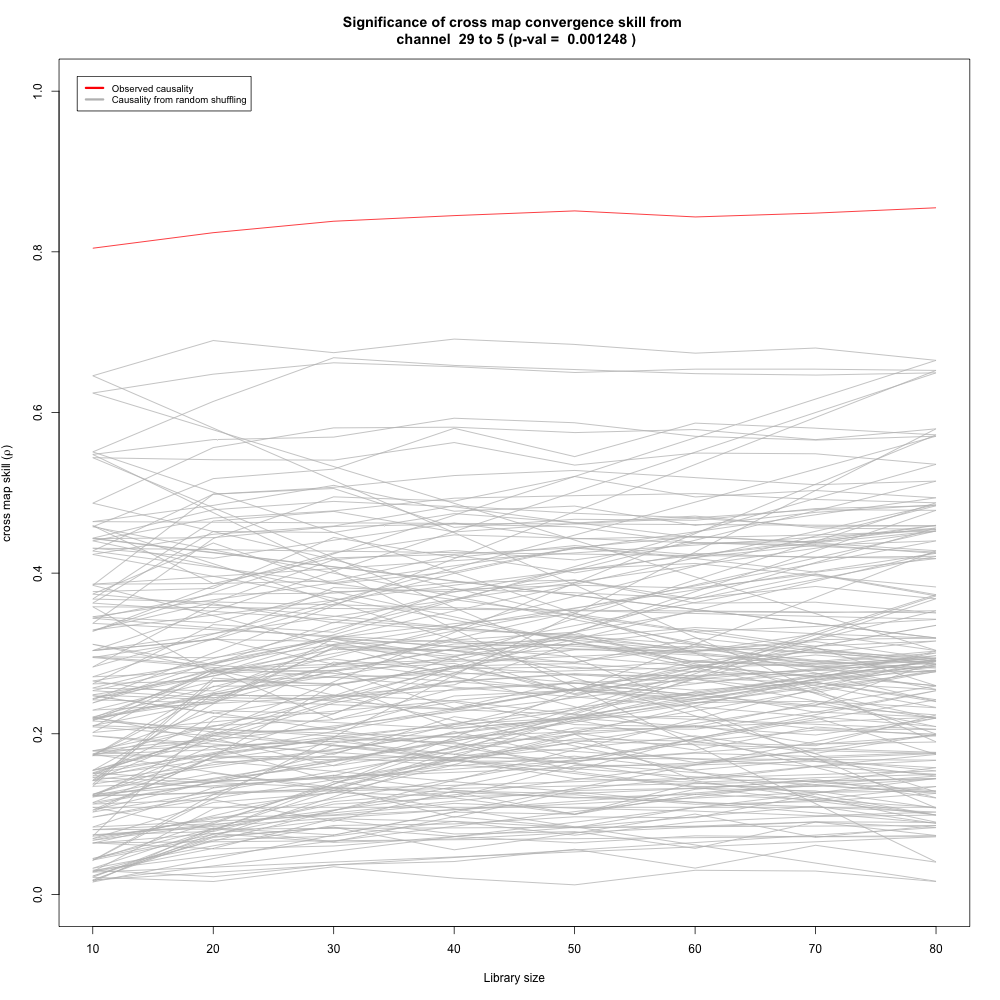 Significance of cross map convergence skill from
channel  29 to 5 (p-val =  0.001248 )
Observed causality
Causality from random shuffling
cross map skill (ρ)
1.0
0.8
0.6
0.4
0.2
0.0
10 20 30 40 50 60 70 80
Library size